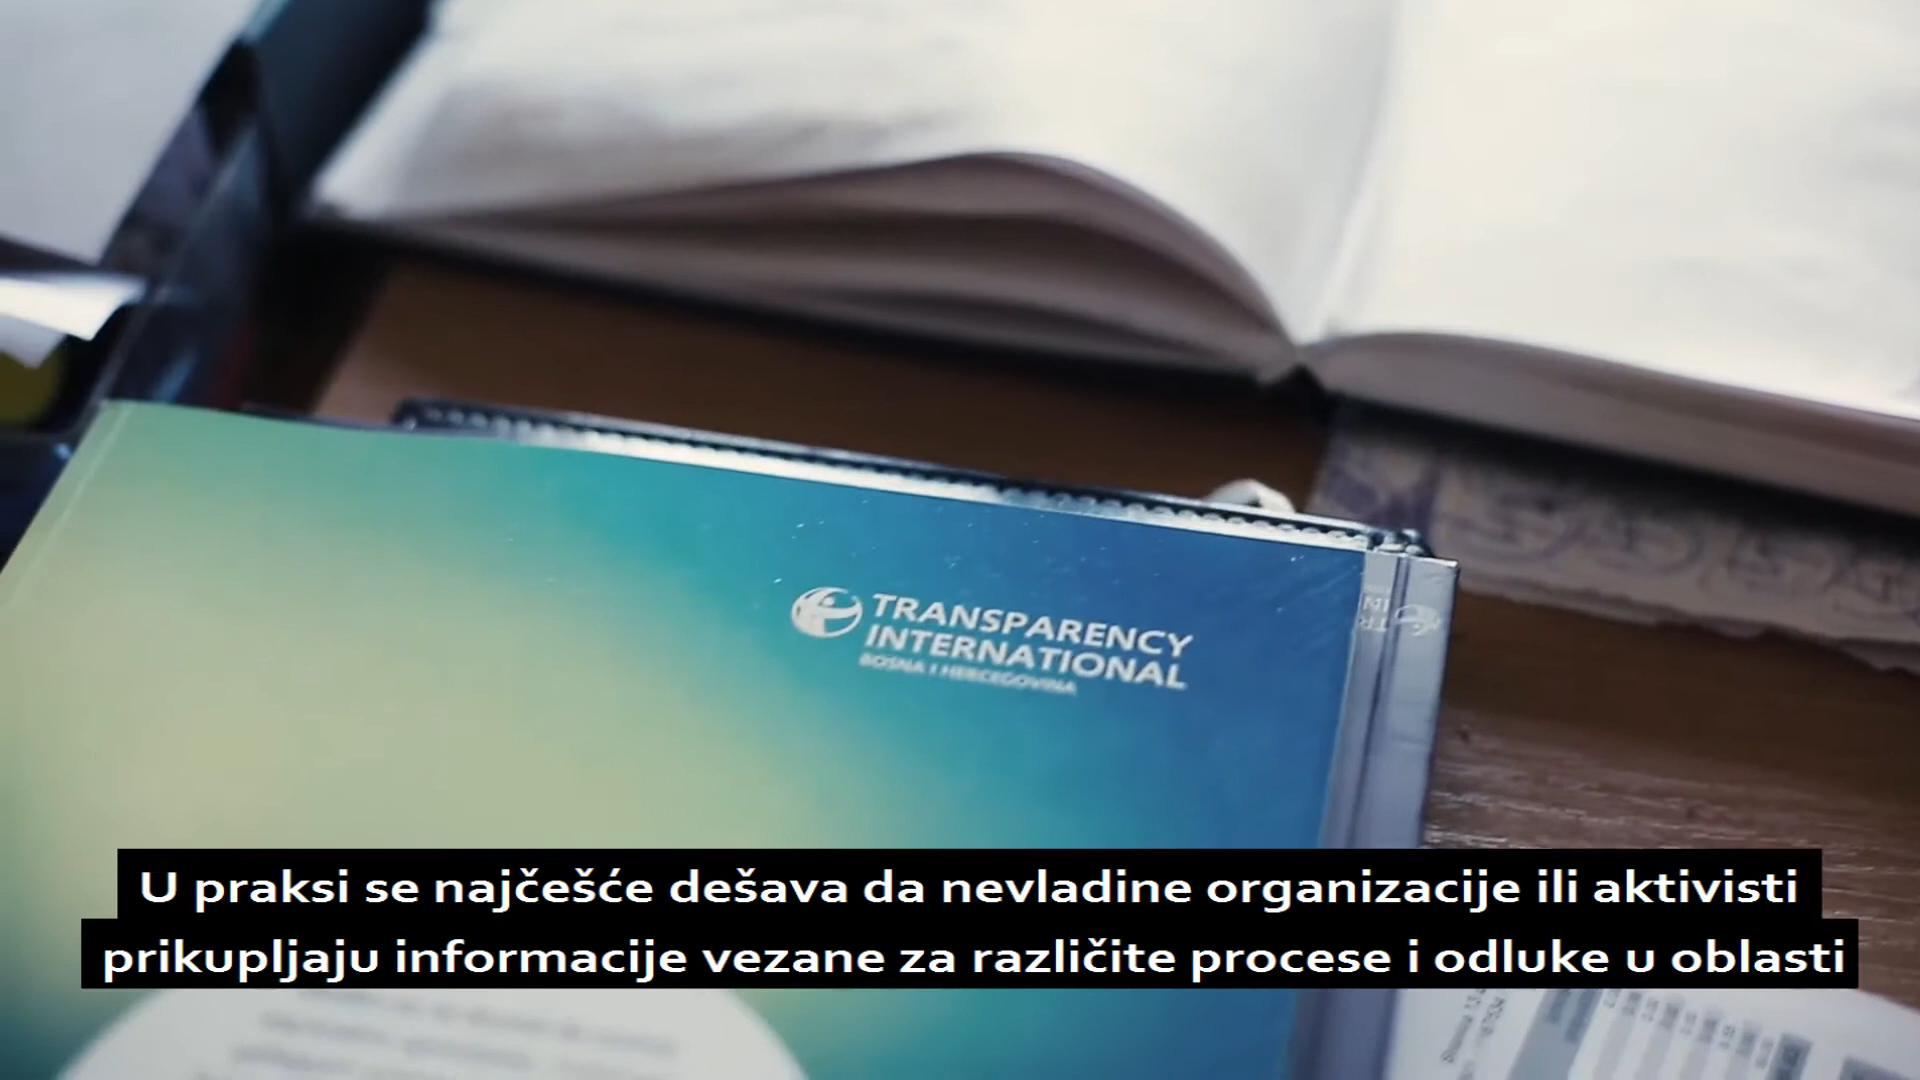 TRANSPARENCY
INTERNATIONAL
BOSNA I HERCEGOVINA
U praksi se najčešće dešava da nevladine organizacije ili aktivisti
prikupljaju informacije vezane za različite procese i odluke u oblasti